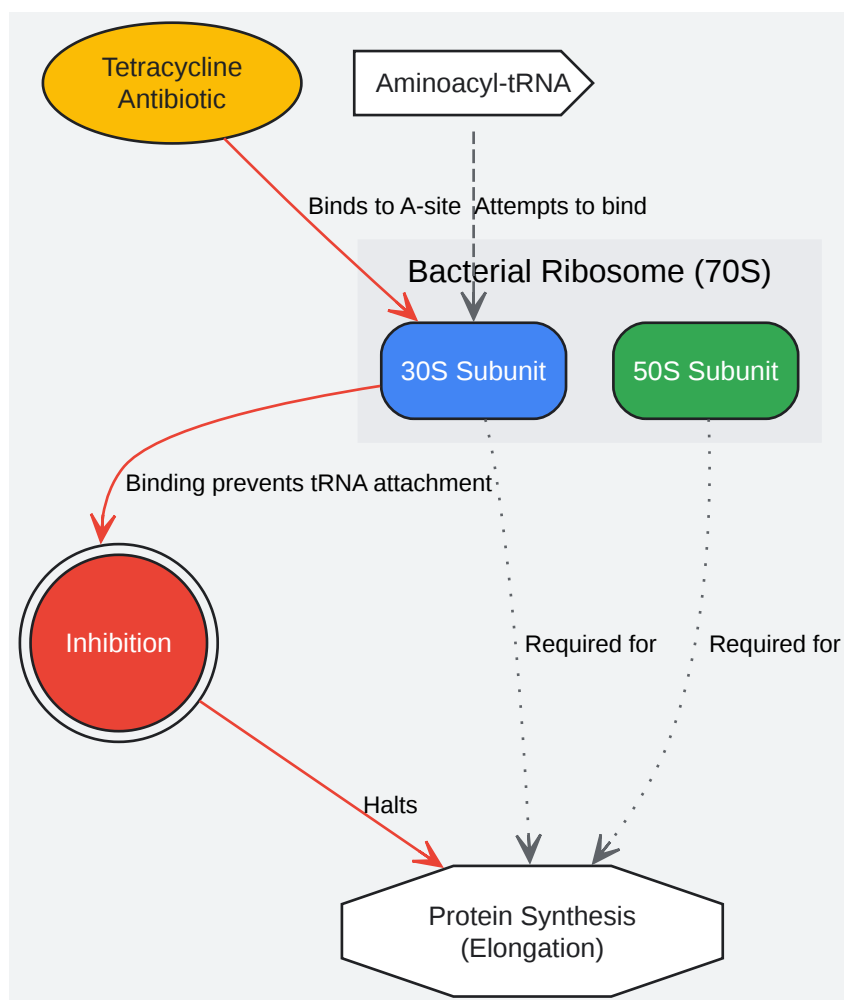 Tetracycline
Antibiotic
Aminoacyl-tRNA
Binds to A-site
Attempts to bind
Bacterial Ribosome (70S)
30S Subunit
50S Subunit
Binding prevents tRNA attachment
Inhibition
Required for
Required for
Halts
Protein Synthesis
(Elongation)